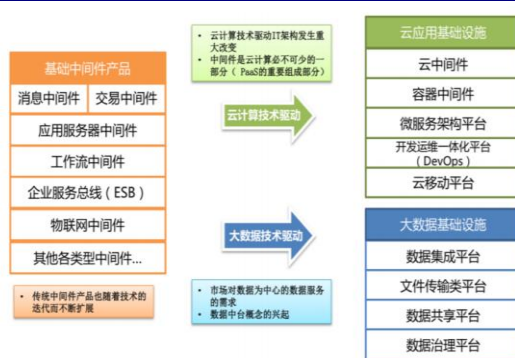 基础中间件产品
消息中间件 交易中间件
应用服务器中间件
工作流中间件
企业服务总线（ESB）
物联网中间件
其他各类型中间件...
• 传统中间件产品也随着技术的
迭代而不断扩展
• 云计算技术驱动IT架构发生重
大改变
• 中间件是云计算必不可少的一
部分（ PaaS的重要组成部分）
云计算技术驱动
大数据技术驱动
• 市场对数据为中心的数据服务
的需求
• 数据中台概念的兴起
云应用基础设施
云中间件
容器中间件
微服务架构平台
开发运维一体化平台
（DevOps）
云移动平台
大数据基础设施
数据集成平台
文件传输类平台
数据共享平台
数据治理平台